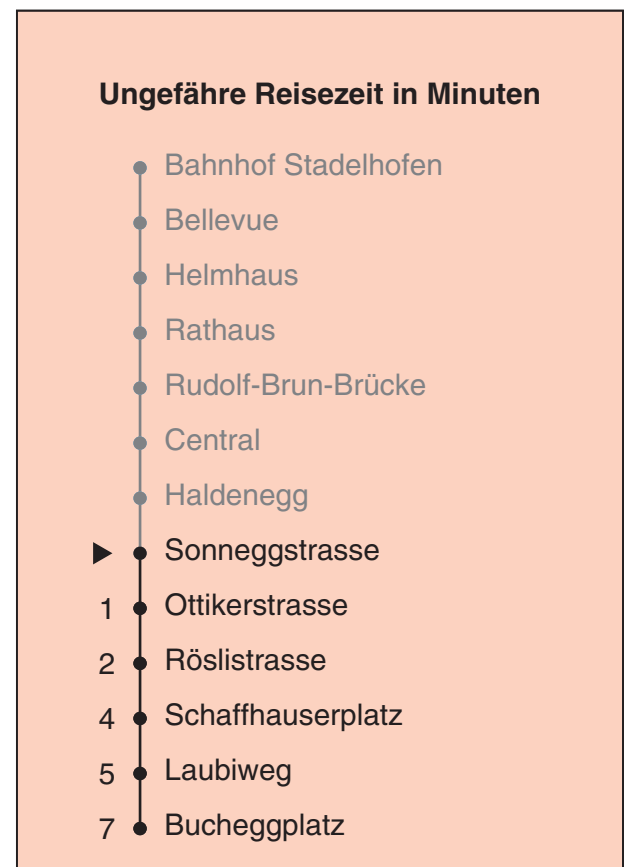 Ungefähre Reisezeit in Minuten
Bahnhof Stadelhofen
Bellevue
Helmhaus
Rathaus
Rudolf-Brun-Brücke
Central
Haldenegg
Sonneggstrasse
1 Ottikerstrasse
2 Röslistrasse
4 Schaffhauserplatz
5 Laubiweg
7 Bucheggplatz